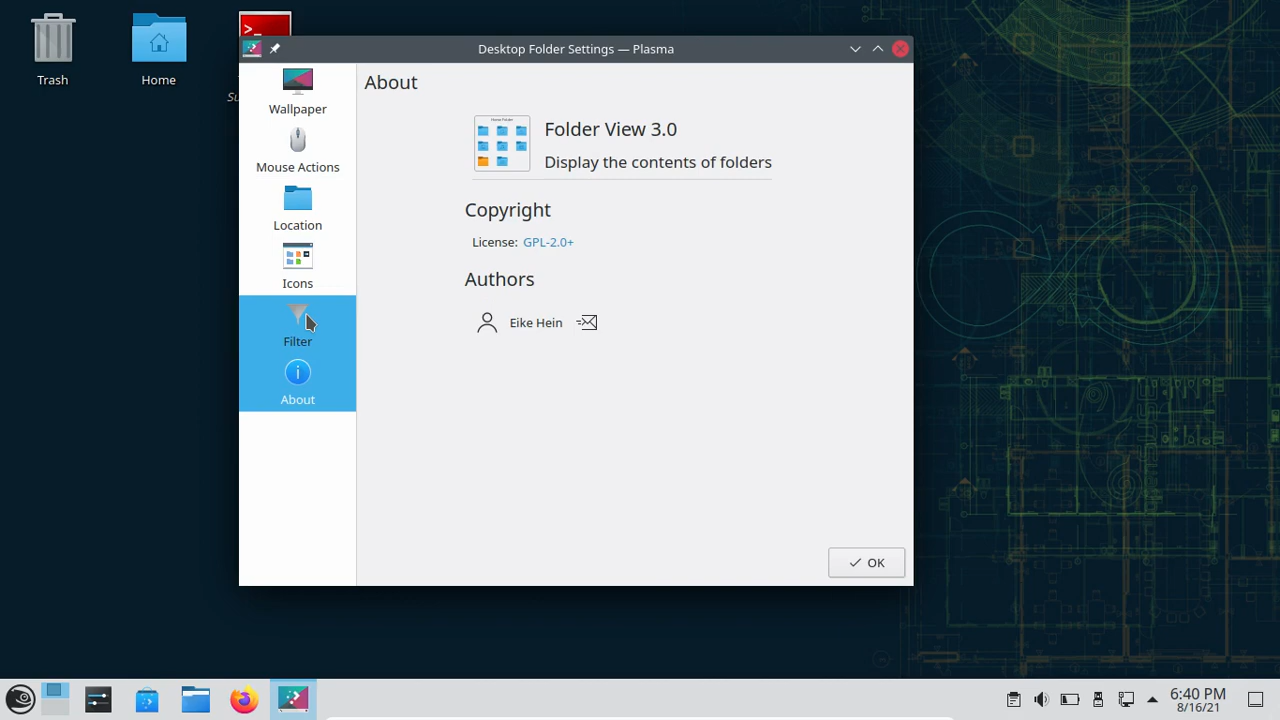 Trash
Home
>_
Su
Desktop Folder Settings — Plasma
Wallpaper
Mouse Actions
Location
Icons
Filter
About
About
Folder View 3.0
Display the contents of folders
Copyright
License: GPL-2.0+
Authors
Eike Hein
OK
6:40 PM
8/16/21